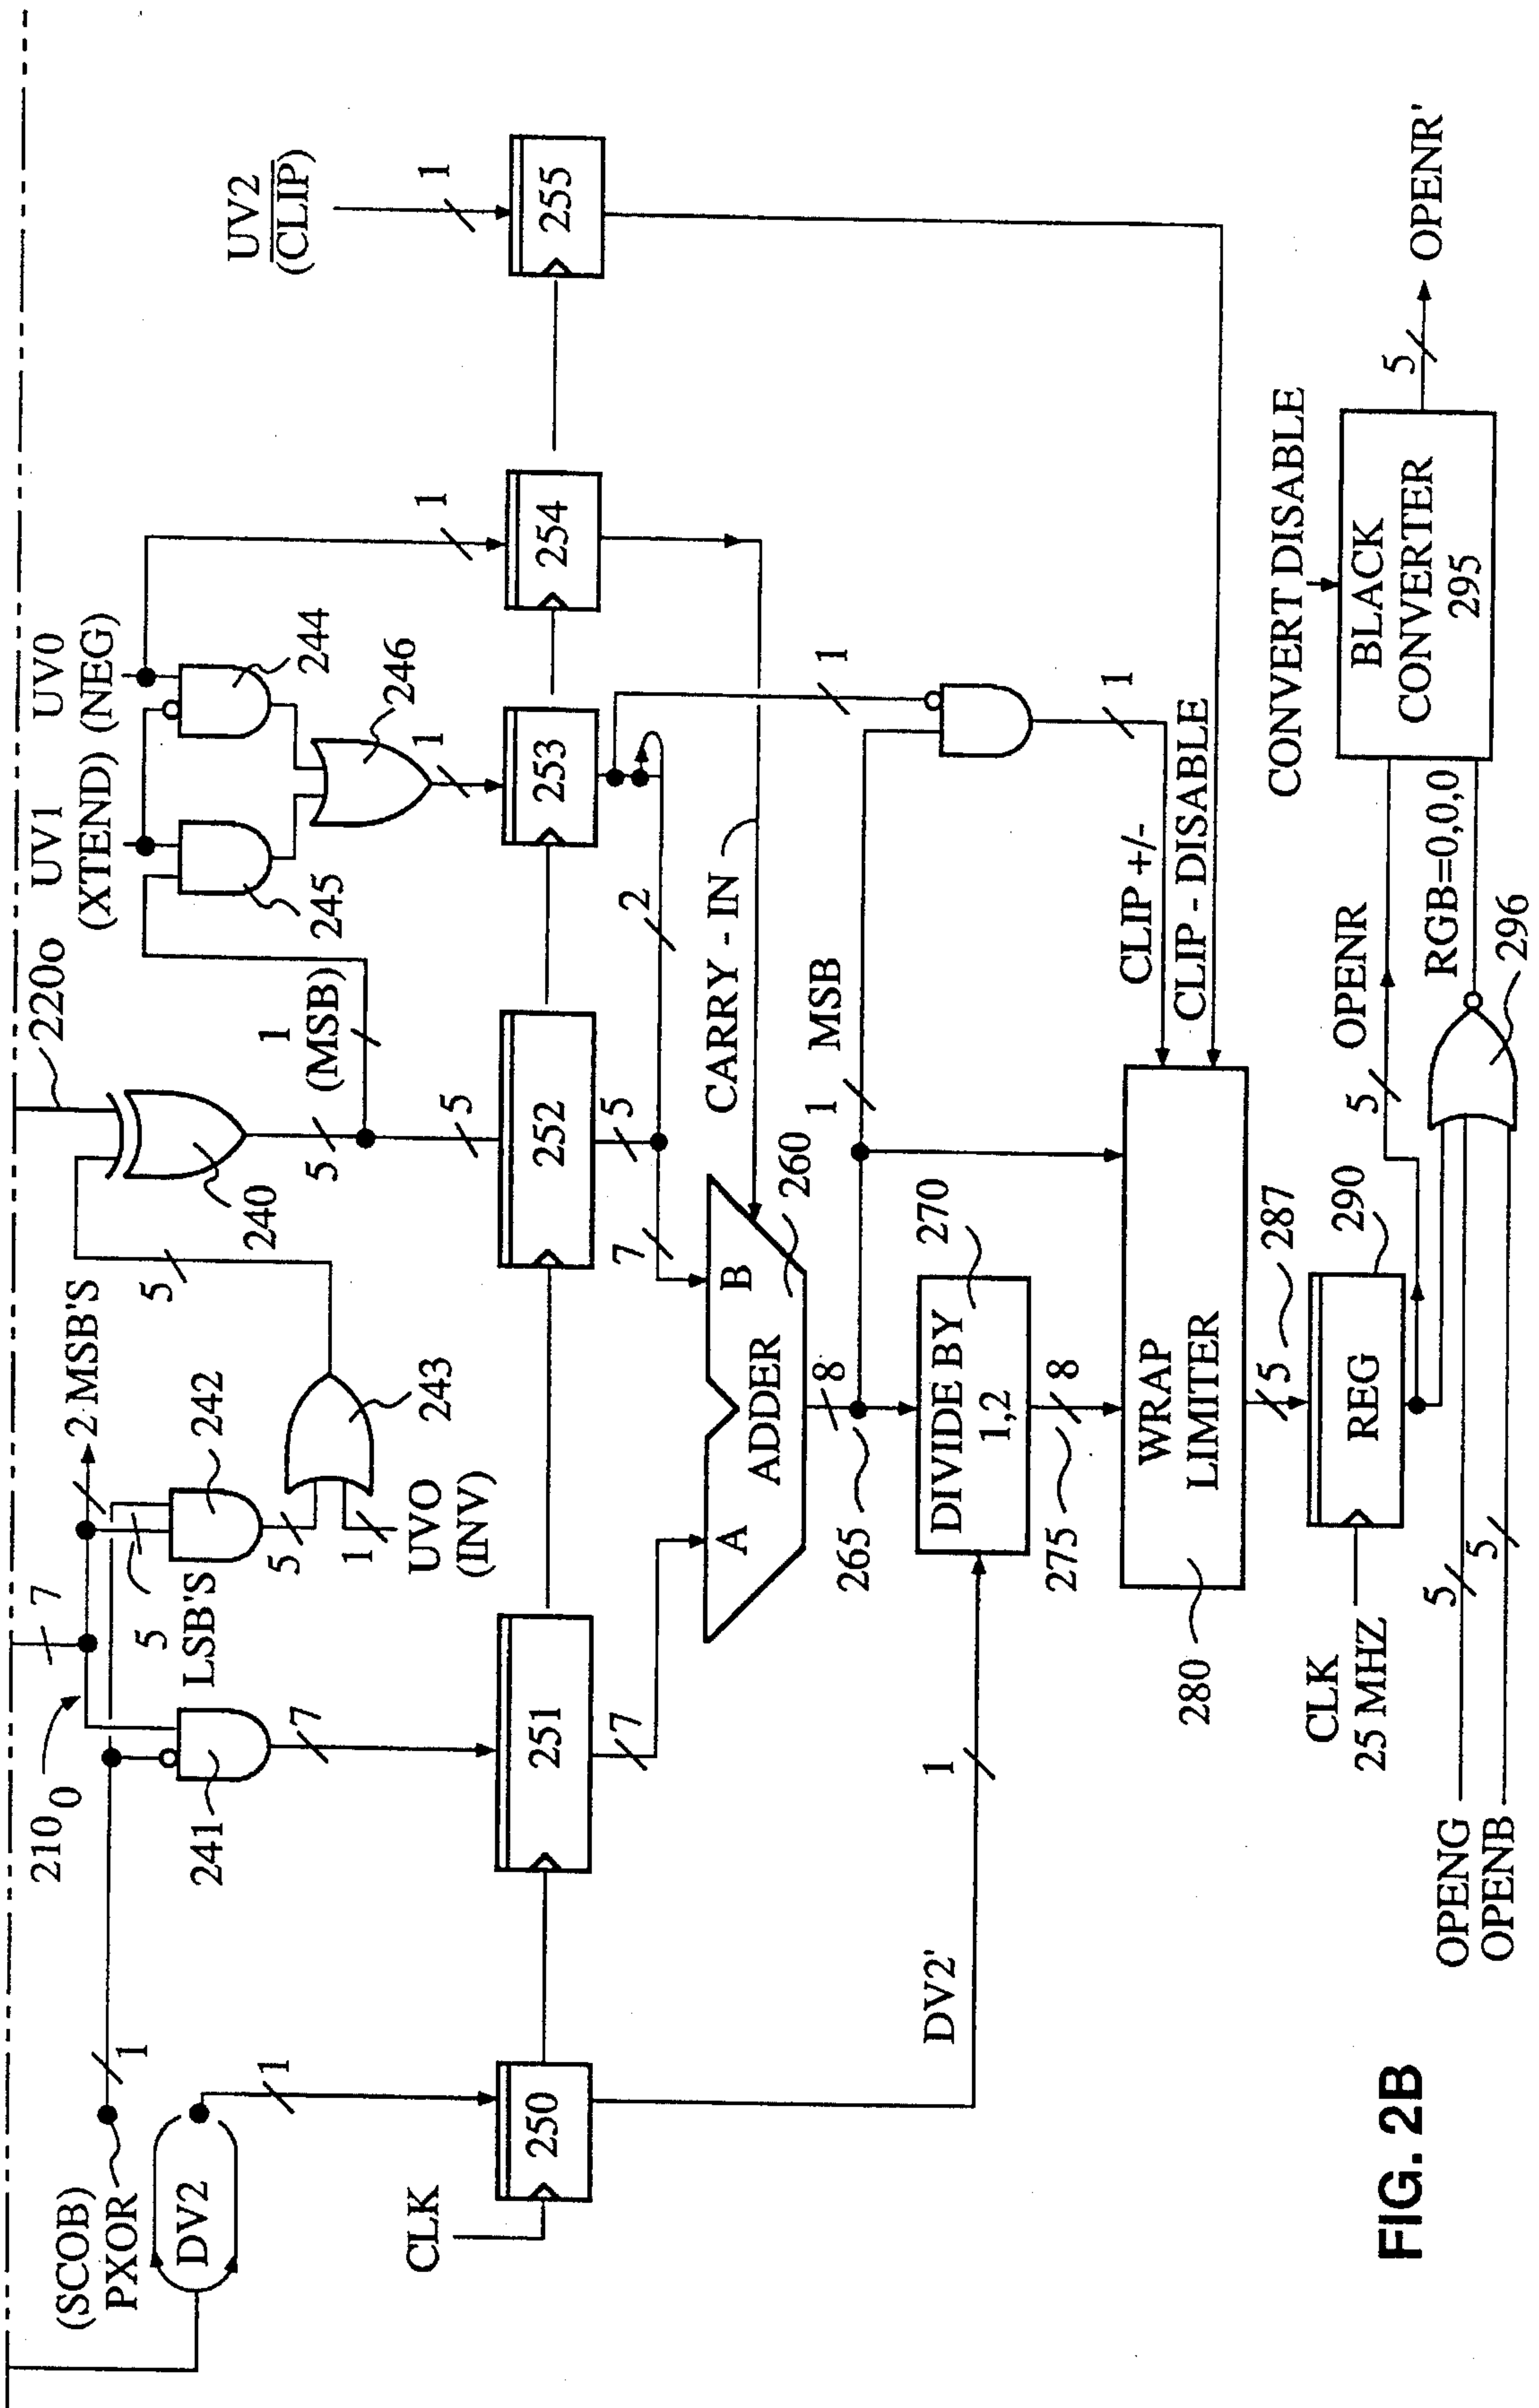 (SCOB)
PXOR
1
DV2
1
CLK
250
DV2'
1
210 0
7
2 MSB'S
5
LSB'S
241
7
242
5
1
UVO
(INV)
243
5
220o
240
5
1
(MSB)
5
UV1
(XTEND)
UV0
(NEG)
245
244
246
1
1
UV2
(CLIP)
1
251
252
253
254
255
7
5
2
7
CARRY - IN
A
B
ADDER
260
8
265
1
MSB
1
1
DIVIDE BY
1,2
270
275
8
CLIP +/-
CLIP - DISABLE
WRAP
LIMITER
280
5
287
CLK
25 MHZ
REG
290
5
OPENR
CONVERT DISABLE
BLACK
CONVERTER
295
5
OPENR'
RGB=0,0,0
296
OPENG
5
OPENB
5
FIG. 2B